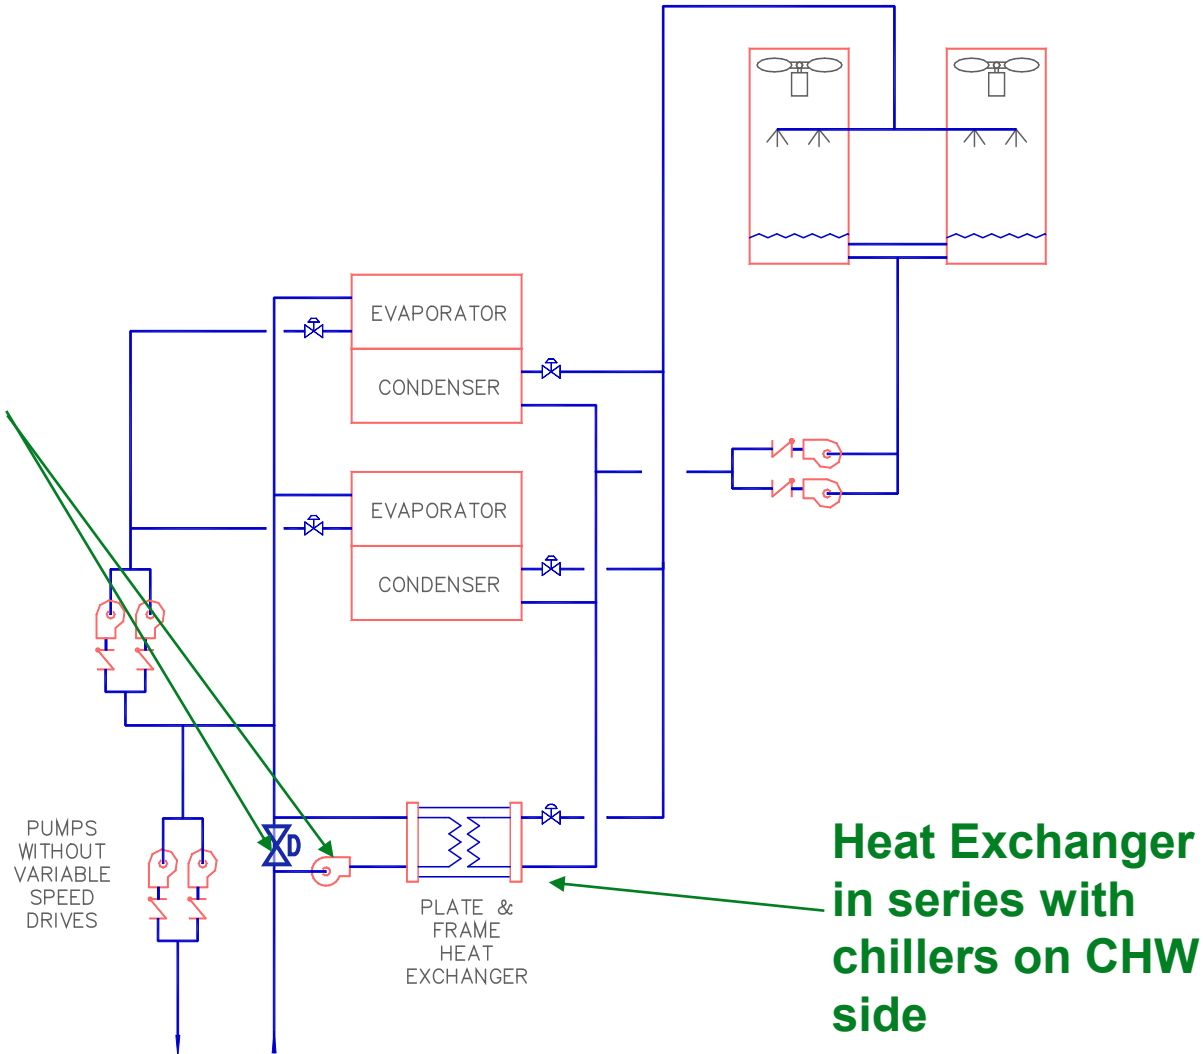 EVAPORATOR
CONDENSER
EVAPORATOR
CONDENSER
PUMPS
WITHOUT
VARIABLE
SPEED
DRIVES
D
PLATE &
FRAME
HEAT
EXCHANGER
Heat Exchanger
in series with
chillers on CHW
side